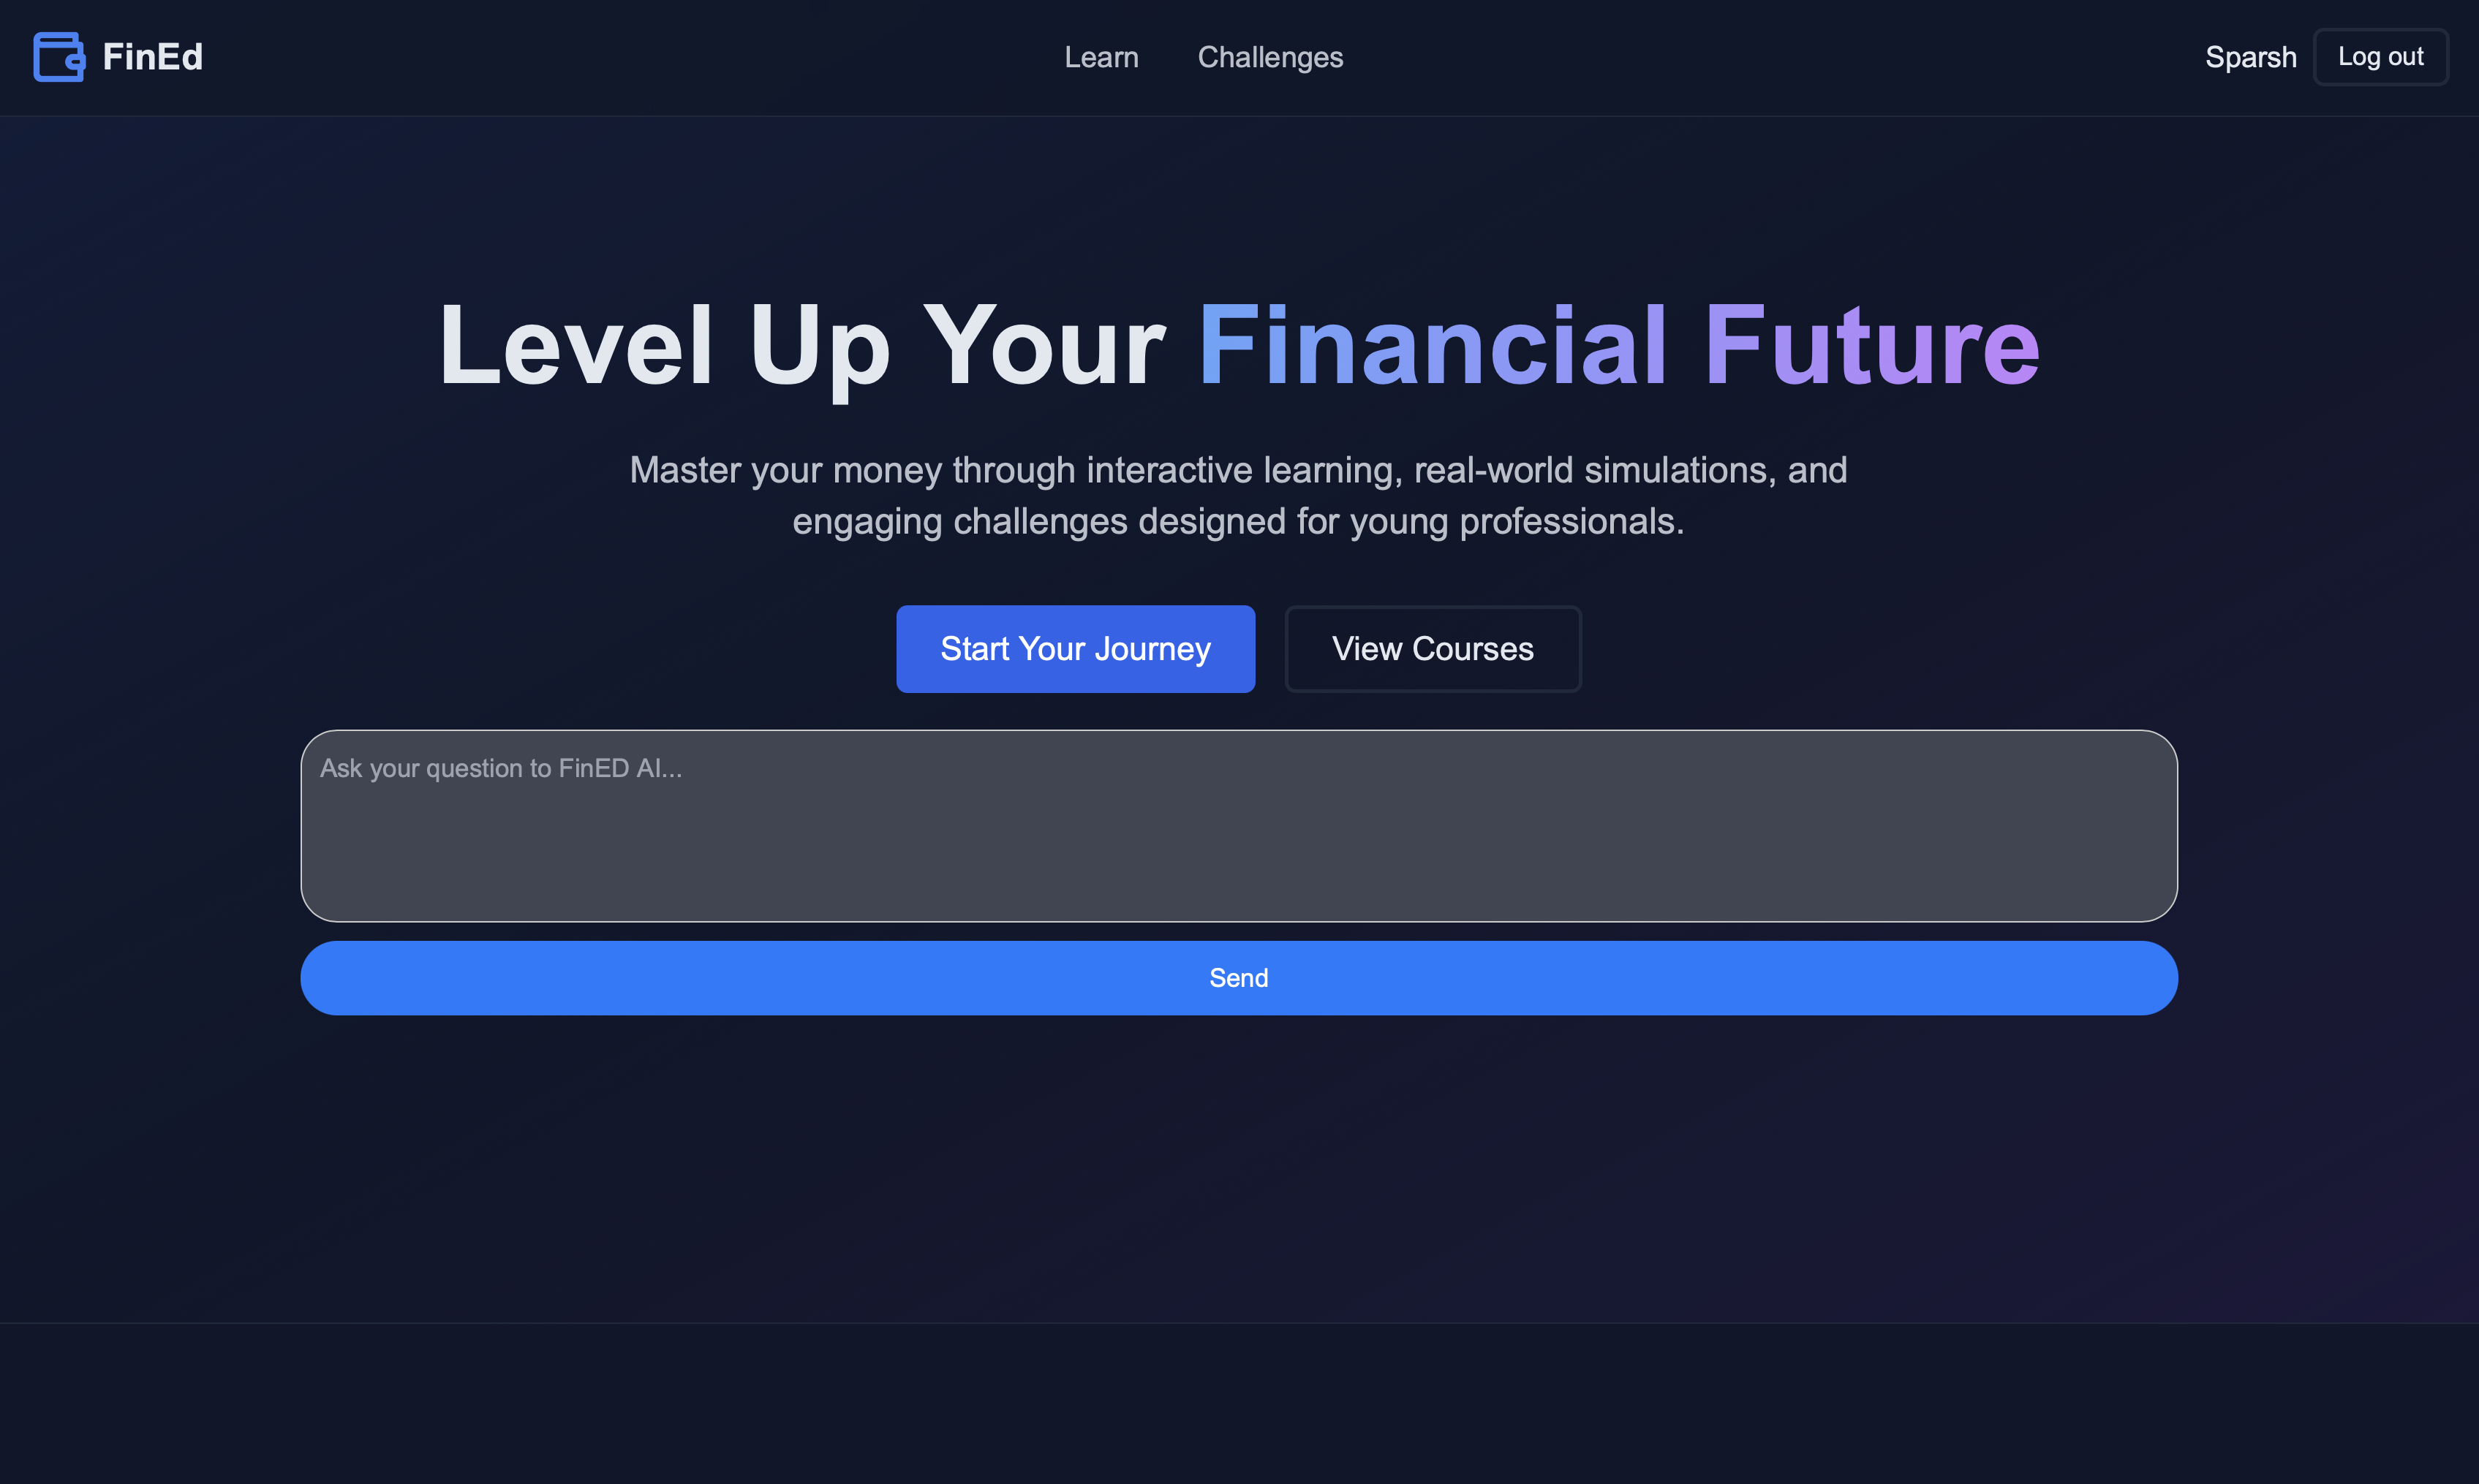 FinEd
Learn
Challenges
Sparsh
Log out
Level Up Your Financial Future
Master your money through interactive learning, real-world simulations, and
engaging challenges designed for young professionals.
Start Your Journey
View Courses
Ask your question to FinED AI...
Send